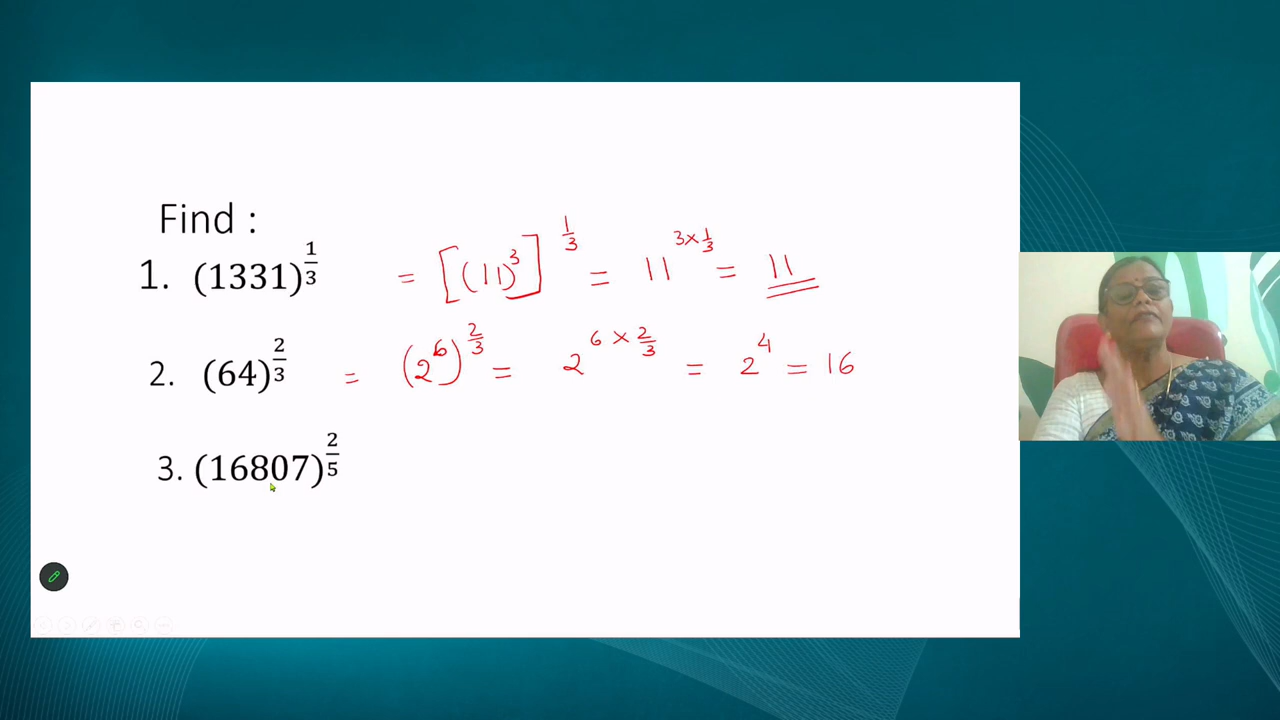 Find :
1. (1331)^{1/3} = [(11)^3]^{1/3} = 11^{3×1/3} = 11
2. (64)^{2/3} = (2^6)^{2/3} = 2^{6×2/3} = 2^4 = 16
3. (16807)^{2/5}